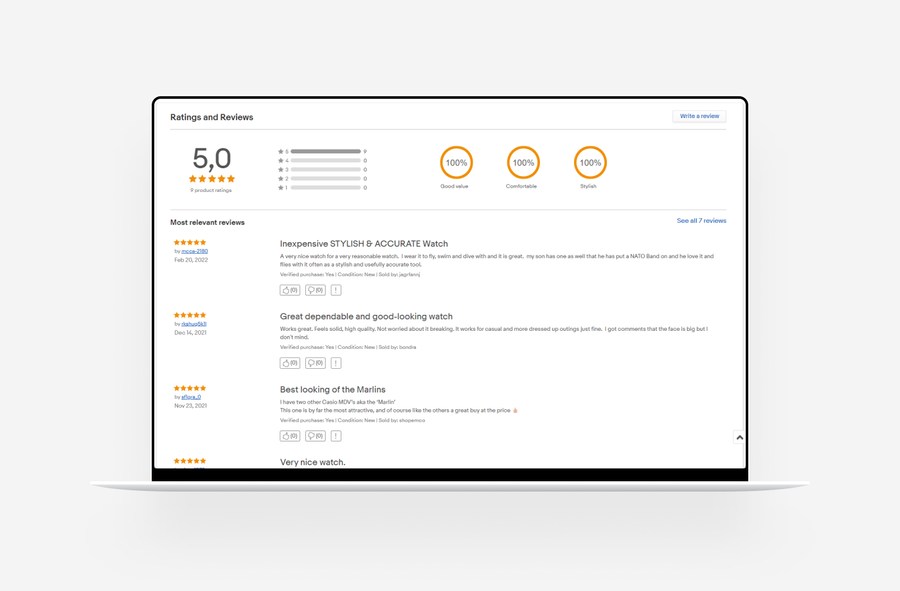 Ratings and Reviews
Write a review
5,0
9 product ratings
5 9
4 0
3 0
2 0
1 0
100%
Good value
100%
Comfortable
100%
Stylish
Most relevant reviews
See all 7 reviews
by
Feb 20, 2022
Inexpensive STYLISH & ACCURATE Watch
A very nice watch for a very reasonable watch. I wear it to fly, swim and dive with and it is great. my son has one as well that he has put a NATO Band on and he love it and
flies with it often as a stylish and usefully accurate tool.
Verified purchase: Yes | Condition: New | Sold by:
(0) (0) !
by
Dec 14, 2021
Great dependable and good-looking watch
Works great. Feels solid, high quality. Not worried about it breaking. It works for casual and more dressed up outings just fine. I got comments that the face is big but I
don't mind.
Verified purchase: Yes | Condition: New | Sold by:
(0) (0) !
by
Nov 23, 2021
Best looking of the Marlins
I have two other Casio MDV's aka the "Marlin"
This one is by far the most attractive, and of course like the others a great buy at the price
Verified purchase: Yes | Condition: New | Sold by:
(0) (0) !
Very nice watch.